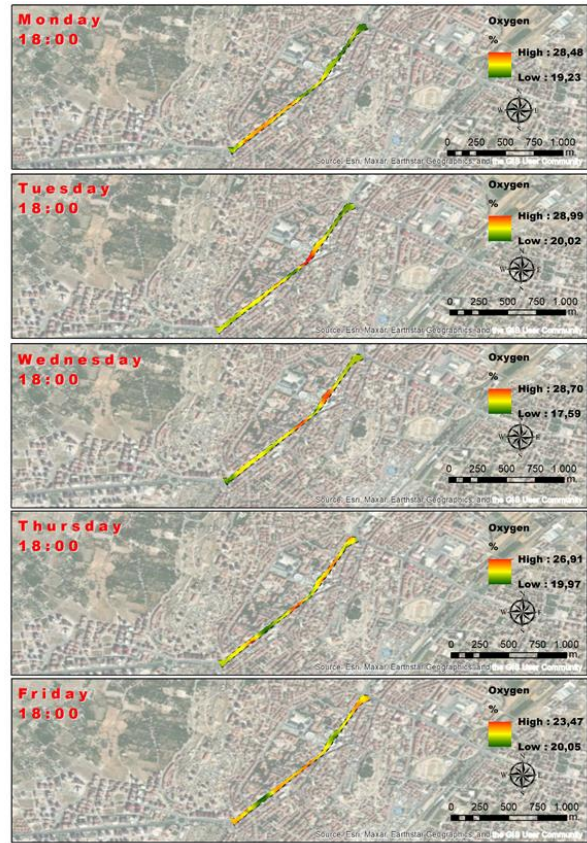 Monday
18:00
Oxygen
%
High : 28,48
Low : 19,23
0 250 500 1.000
m.
Source: Esri, Maxar, Earthstar Geographics, and the GIS User Community
Tuesday
18:00
Oxygen
%
High : 28,99
Low : 20,02
0 250 500 1.000
m.
Source: Esri, Maxar, Earthstar Geographics, and the GIS User Community
Wednesday
18:00
Oxygen
%
High : 28,70
Low : 17,59
0 250 500 1.000
m.
Source: Esri, Maxar, Earthstar Geographics, and the GIS User Community
Thursday
18:00
Oxygen
%
High : 26,91
Low : 19,97
0 250 500 1.000
m.
Source: Esri, Maxar, Earthstar Geographics, and the GIS User Community
Friday
18:00
Oxygen
%
High : 23,47
Low : 20,05
0 250 500 1.000
m.
Source: Esri, Maxar, Earthstar Geographics, and the GIS User Community